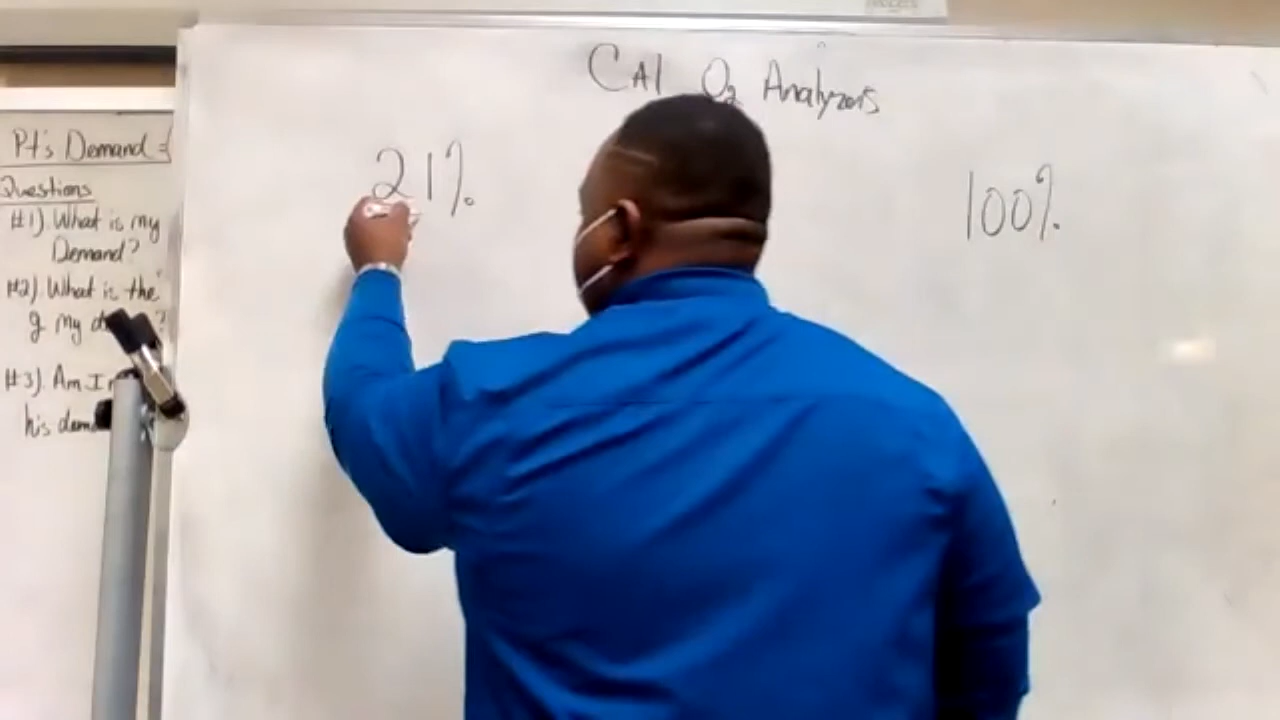 Pt's Demand =
Questions
#1). What is my
Demand?
#2). What is the
my ?
#3). Am I
his
Cal O2 Analyzers
21%
100%